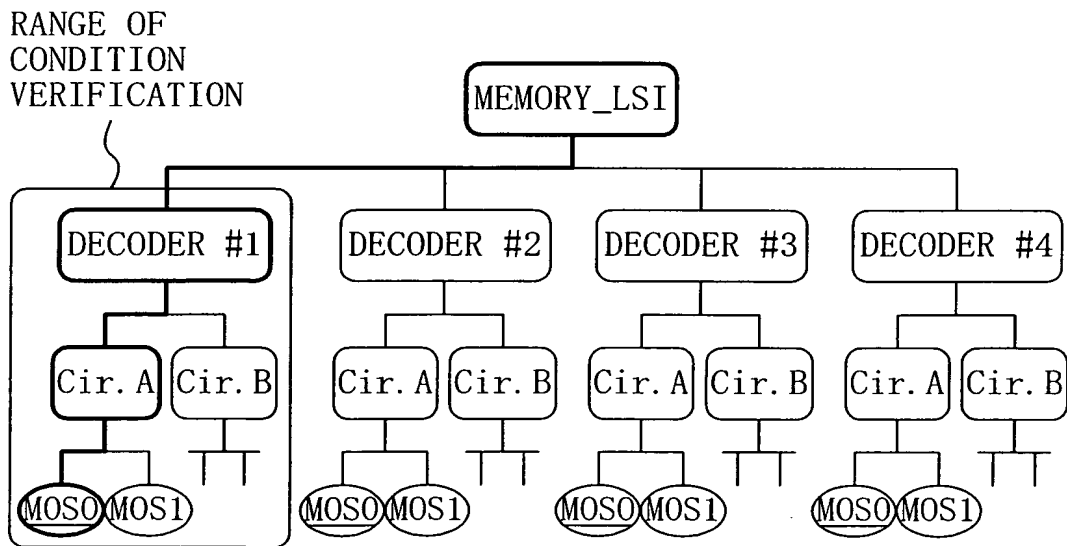 RANGE OF
CONDITION
VERIFICATION
MEMORY_LSI
DECODER #1 DECODER #2 DECODER #3 DECODER #4
Cir.A Cir.B Cir.A Cir.B Cir.A Cir.B Cir.A Cir.B
MOS0 MOS1 MOS0 MOS1 MOS0 MOS1 MOS0 MOS1